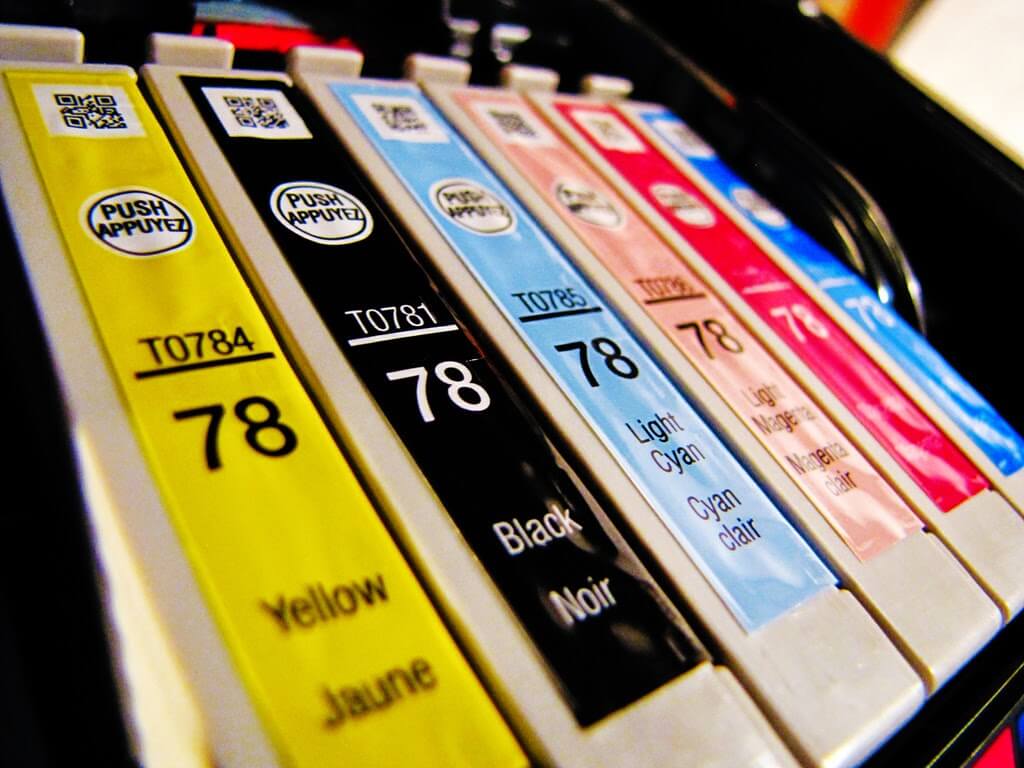 PUSH
APPUYEZ
T0784
78
Yellow
Jaune
PUSH
APPUYEZ
T0781
78
Black
Noir
PUSH
APPUYEZ
T0785
78
Light
Cyan
Cyan
clair
T0786
78
Light
Magenta
Magenta
clair
78
78